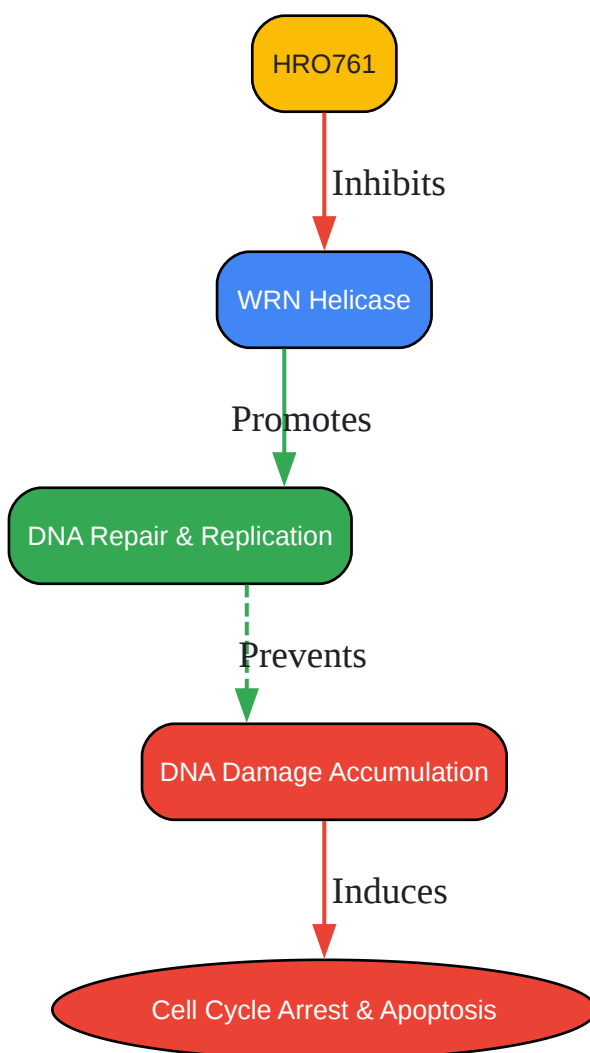 HRO761
Inhibits
WRN Helicase
Promotes
DNA Repair & Replication
Prevents
DNA Damage Accumulation
Induces
Cell Cycle Arrest & Apoptosis